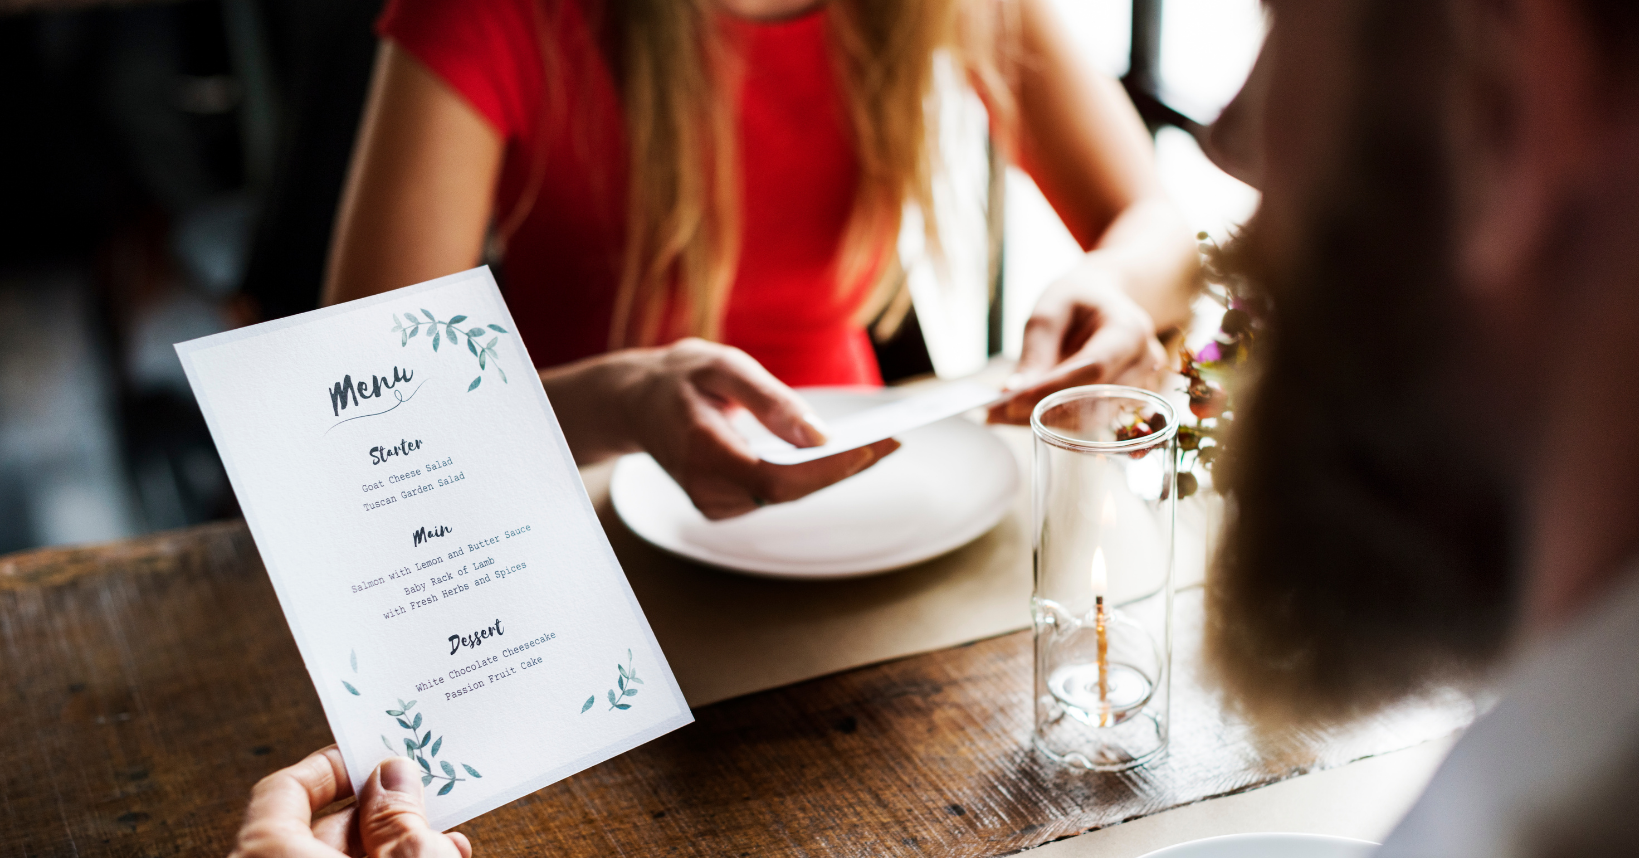 Menu
Starter
Goat Cheese Salad
Tuscan Garden Salad
Main
Salmon with Lemon and Butter Sauce
Baby Rack of Lamb
with Fresh Herbs and Spices
Dessert
White Chocolate Cheesecake
Passion Fruit Cake